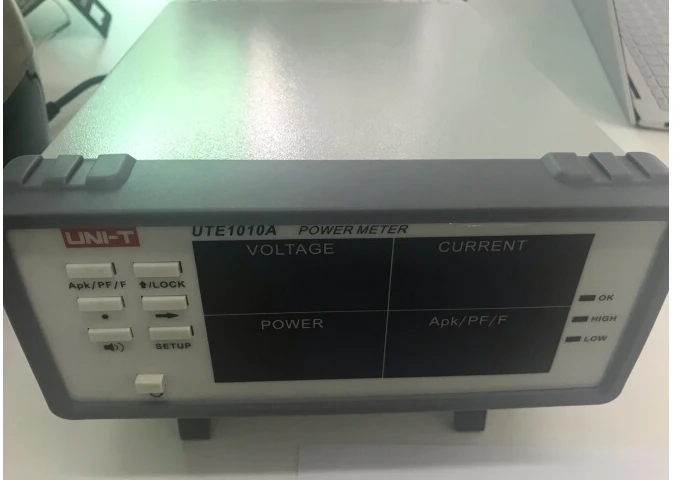 UNI-T
UTE1010A POWER METER
VOLTAGE
CURRENT
Apk/PF/F
/LOCK
SETUP
POWER
Apk/PF/F
OK
HIGH
LOW